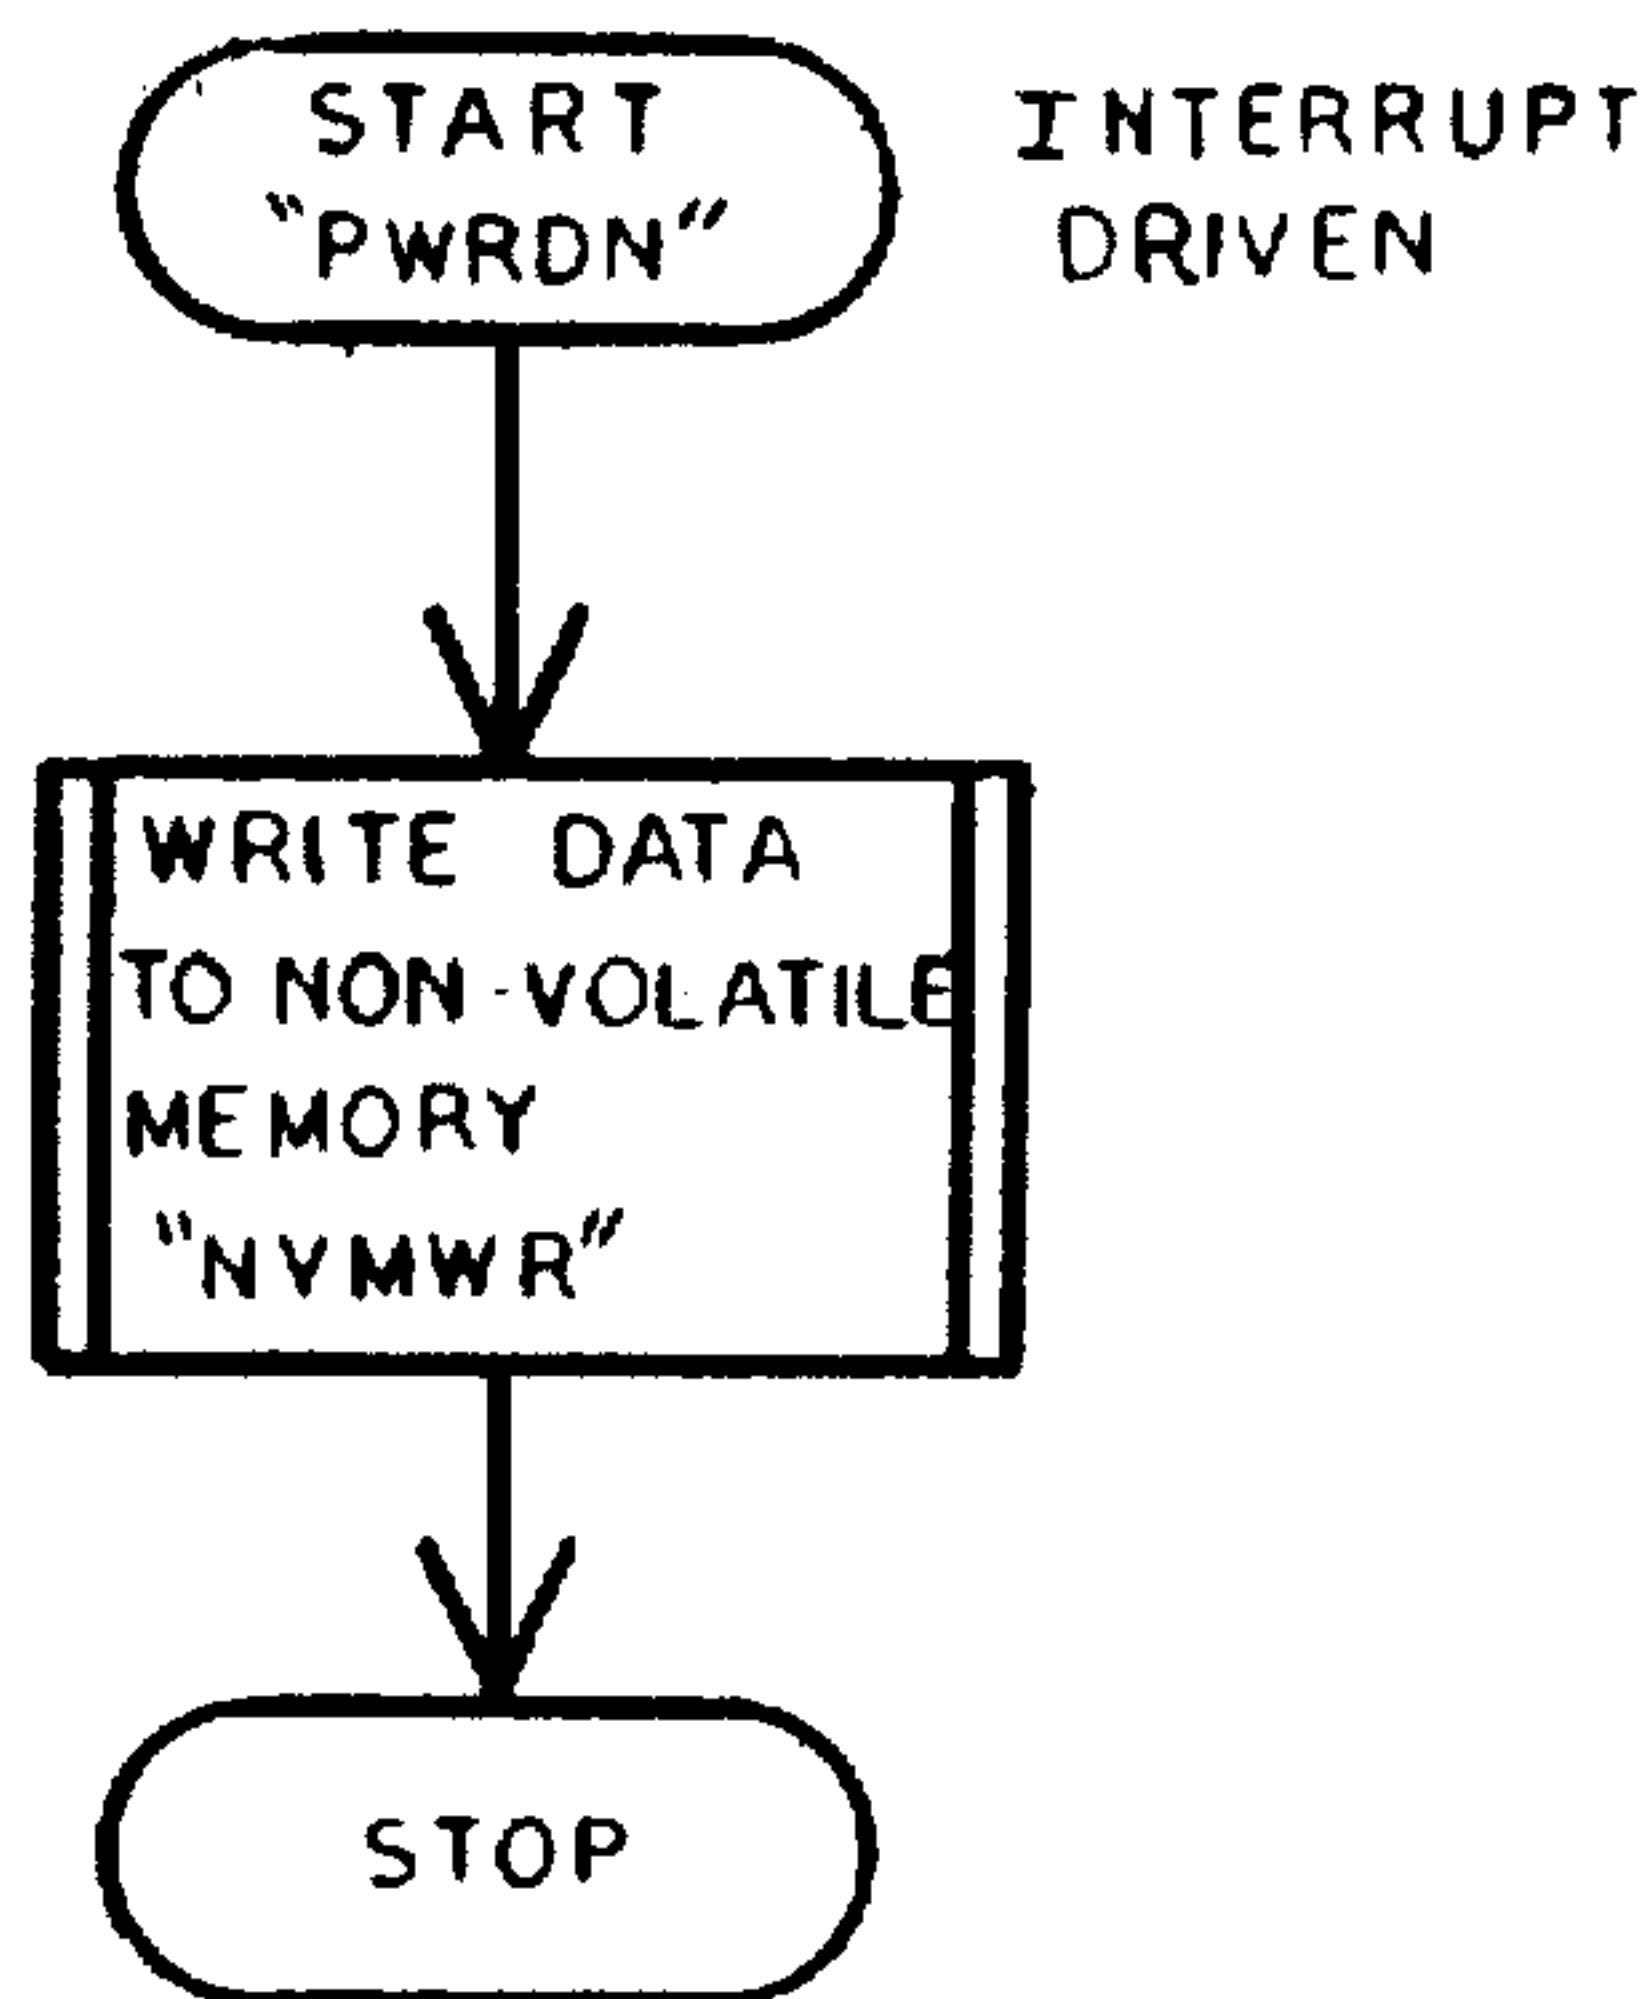 START
"PWRDN"
INTERRUPT
DRIVEN
WRITE DATA
TO NON-VOLATILE
MEMORY
"NVMWR"
STOP